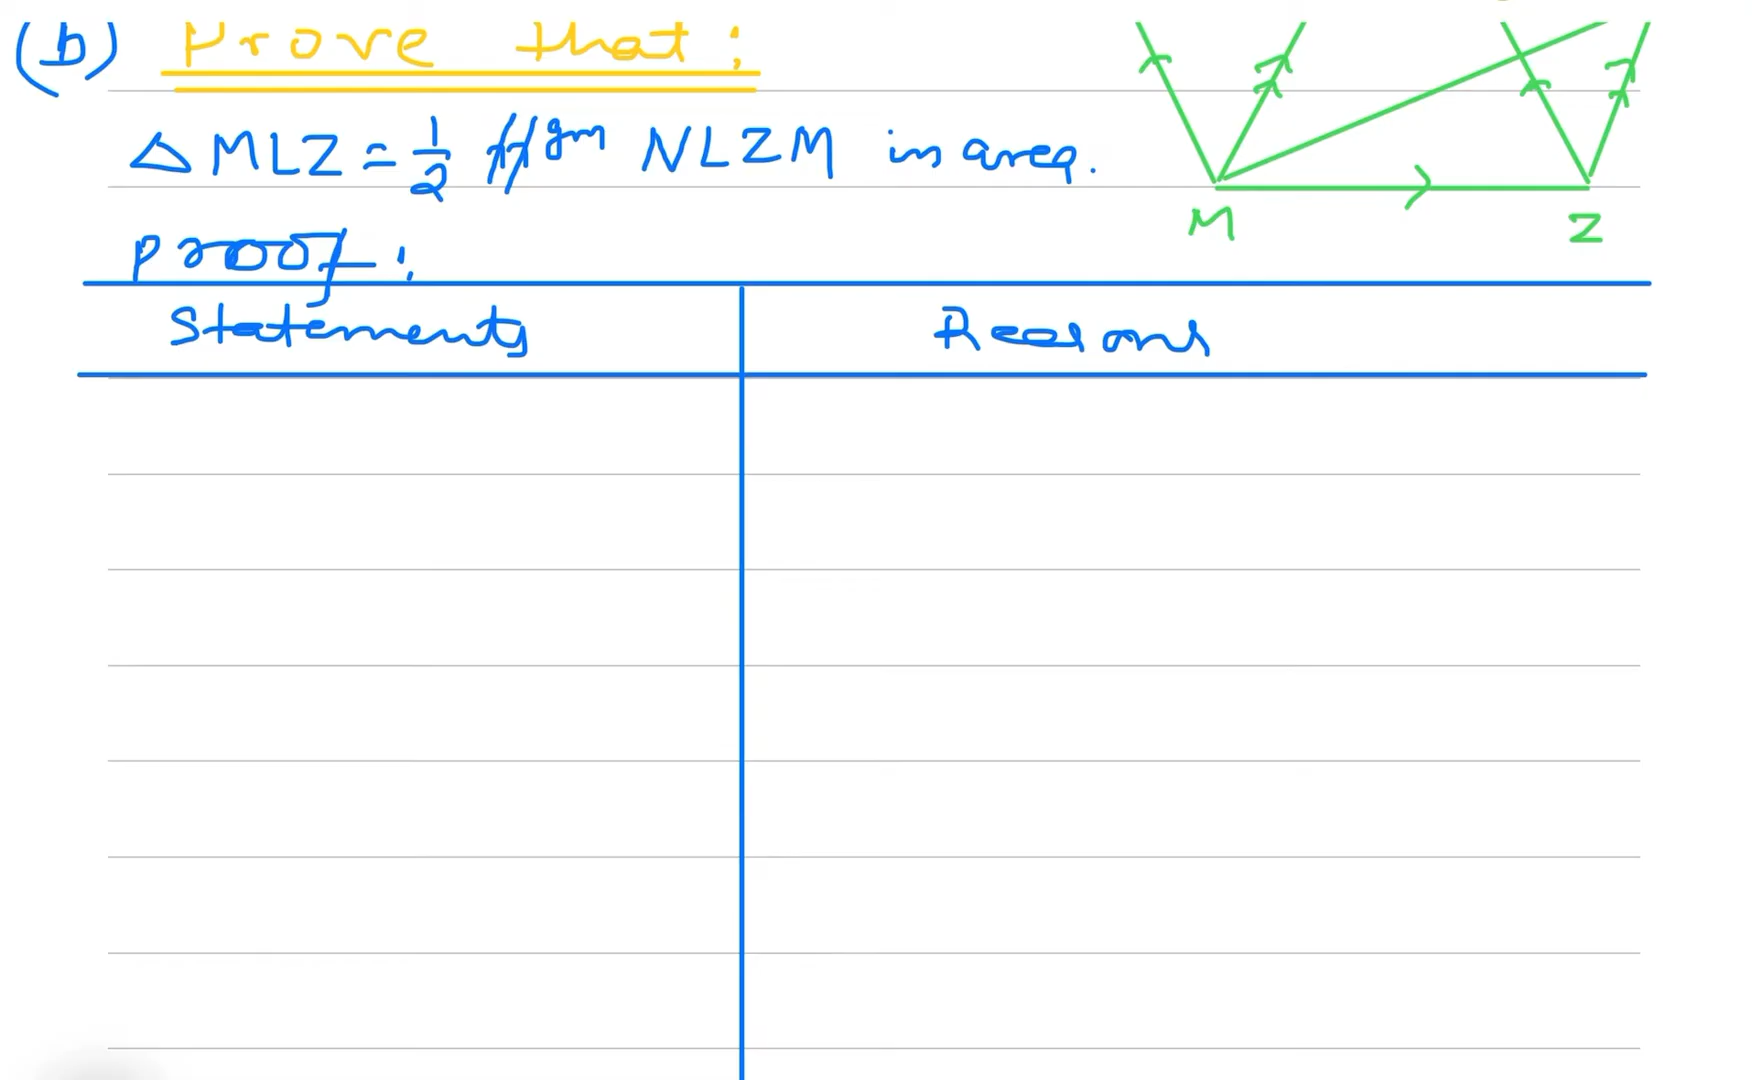 (b) Prove that:
△MLZ = 1/2 //gm NLZM in area.
M Z
Proof:
Statements Reasons